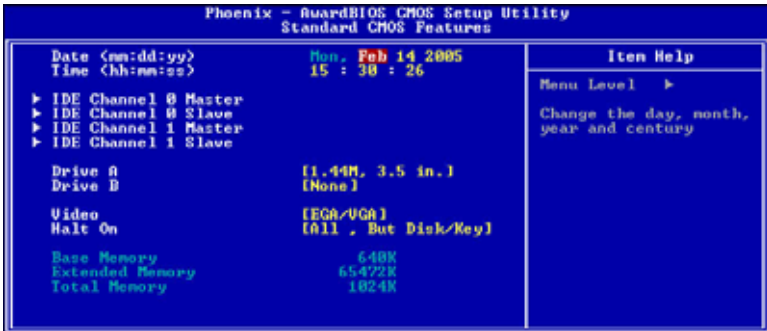 Phoenix - AwardBIOS CMOS Setup Utility
Standard CMOS Features
Date (mm:dd:yy) Mon, Feb 14 2005
Time (hh:mm:ss) 15 : 30 : 26
IDE Channel 0 Master
IDE Channel 0 Slave
IDE Channel 1 Master
IDE Channel 1 Slave
Drive A [1.44M, 3.5 in.]
Drive B [None]
Video [EGA/VGA]
Halt On [All , But Disk/Key]
Base Memory 640K
Extended Memory 65472K
Total Memory 1024K
Item Help
Menu Level
Change the day, month,
year and century